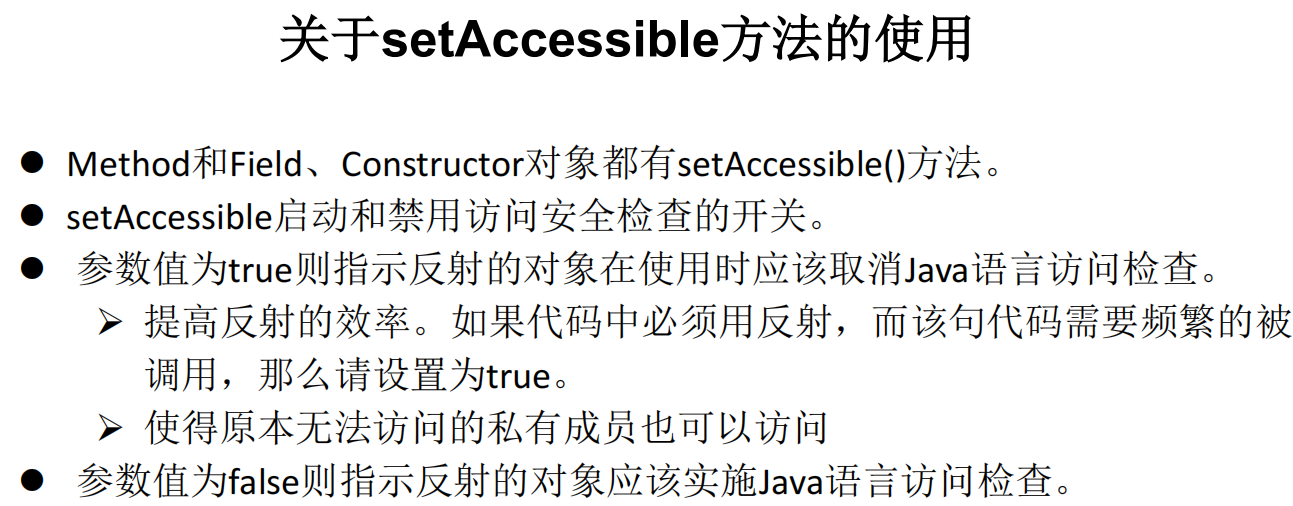 关于setAccessible方法的使用
● Method和Field、Constructor对象都有setAccessible()方法。
● setAccessible启动和禁用访问安全检查的开关。
● 参数值为true则指示反射的对象在使用时应该取消Java语言访问检查。
➢ 提高反射的效率。如果代码中必须用反射，而该句代码需要频繁的被
调用，那么请设置为true。
➢ 使得原本无法访问的私有成员也可以访问
● 参数值为false则指示反射的对象应该实施Java语言访问检查。